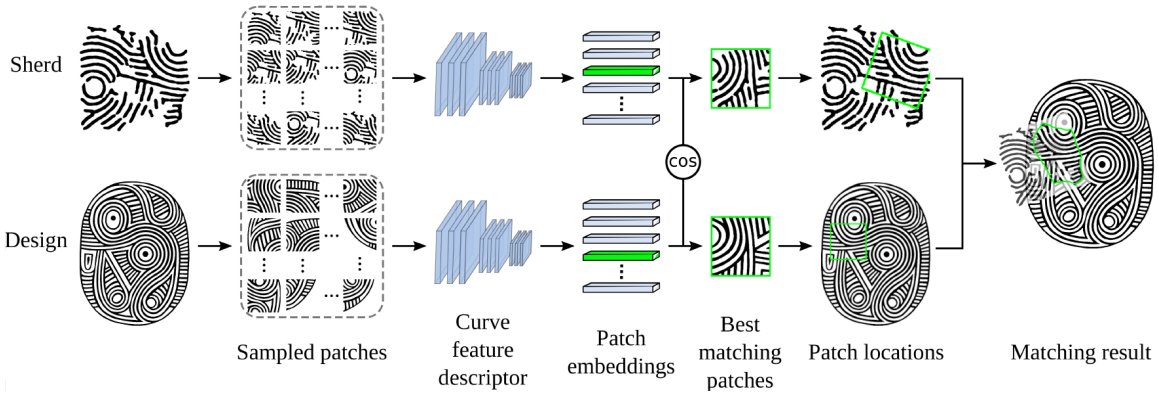 Sherd
Design
cos
Sampled patches
Curve
feature
descriptor
Patch
embeddings
Best
matching
patches
Patch locations
Matching result